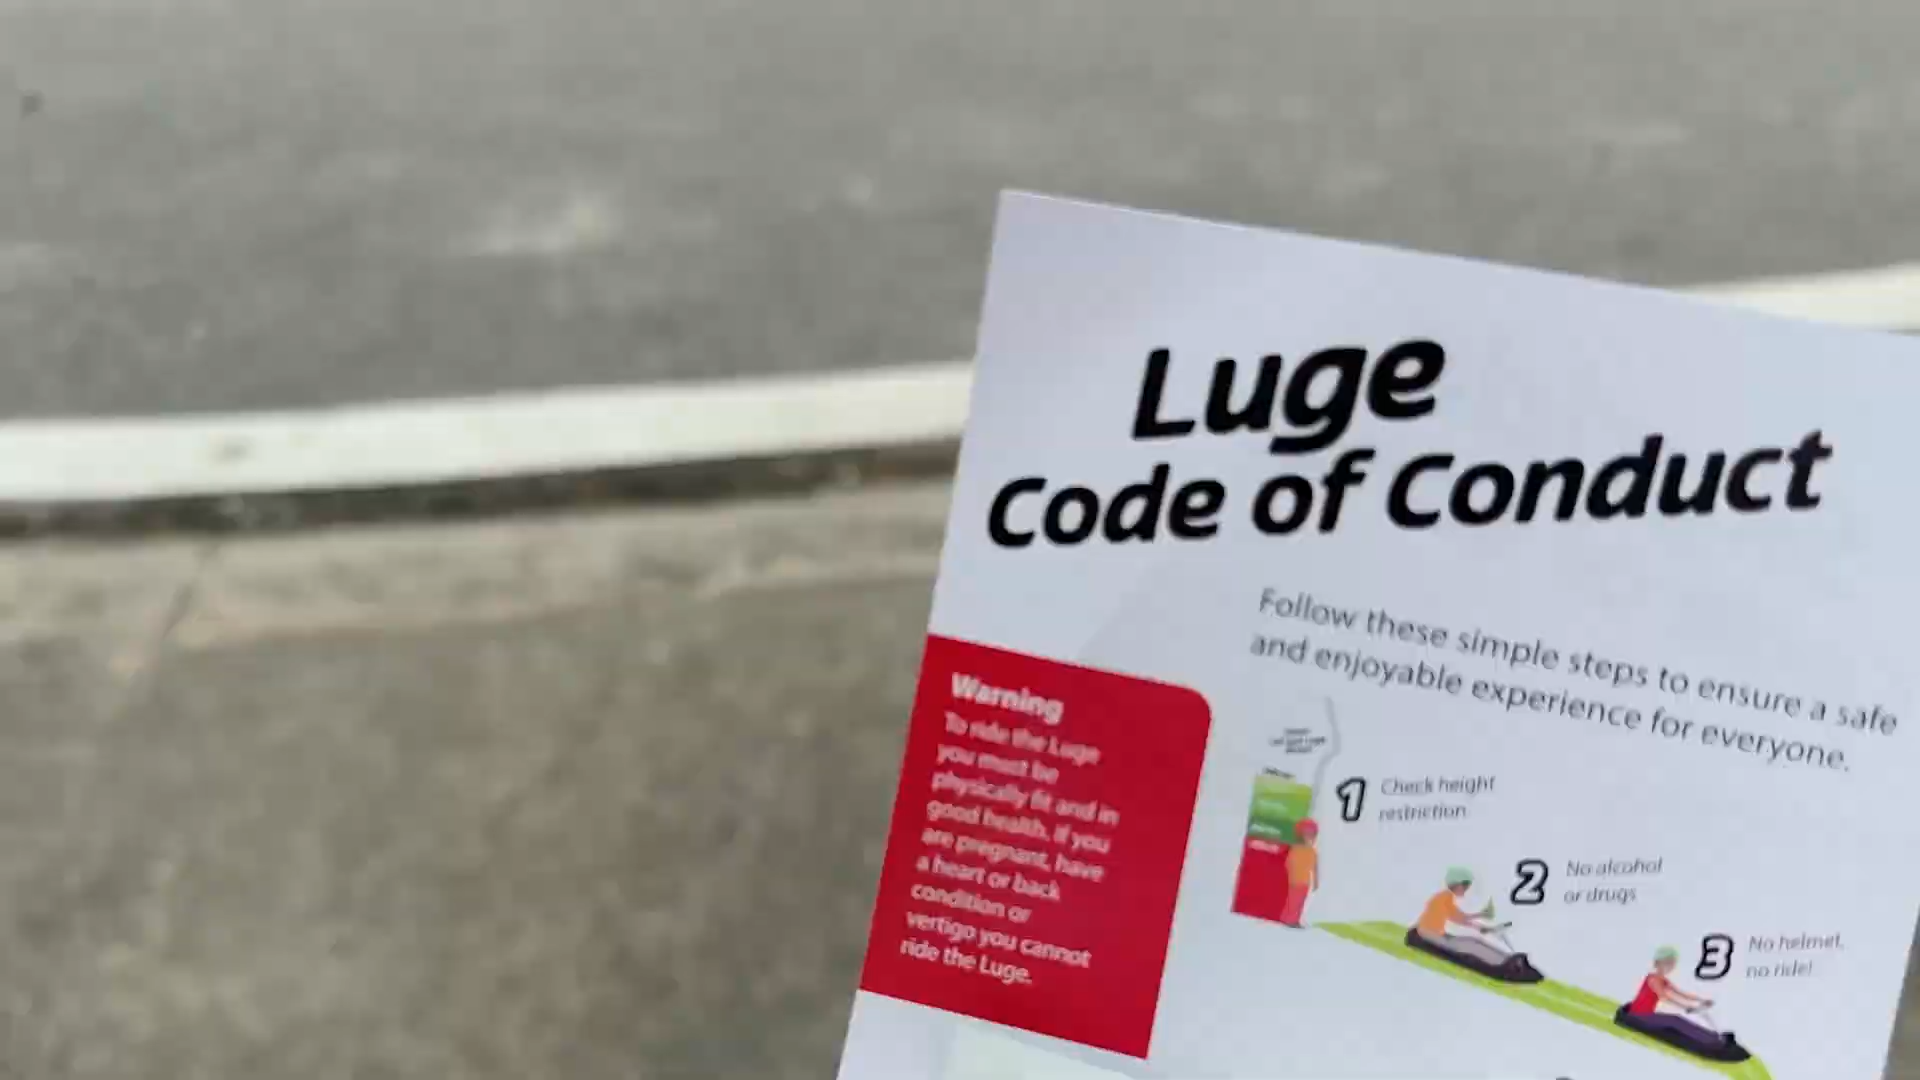 Luge
Code of Conduct
Follow these simple steps to ensure a safe
and enjoyable experience for everyone.
Warning
To ride the Luge
you must be
physically fit and in
good health. If you
are pregnant, have
a heart or back
condition or
vertigo you cannot
ride the Luge.
1
Check height
restriction
2
No alcohol
or drugs
3
No helmet,
no ride!